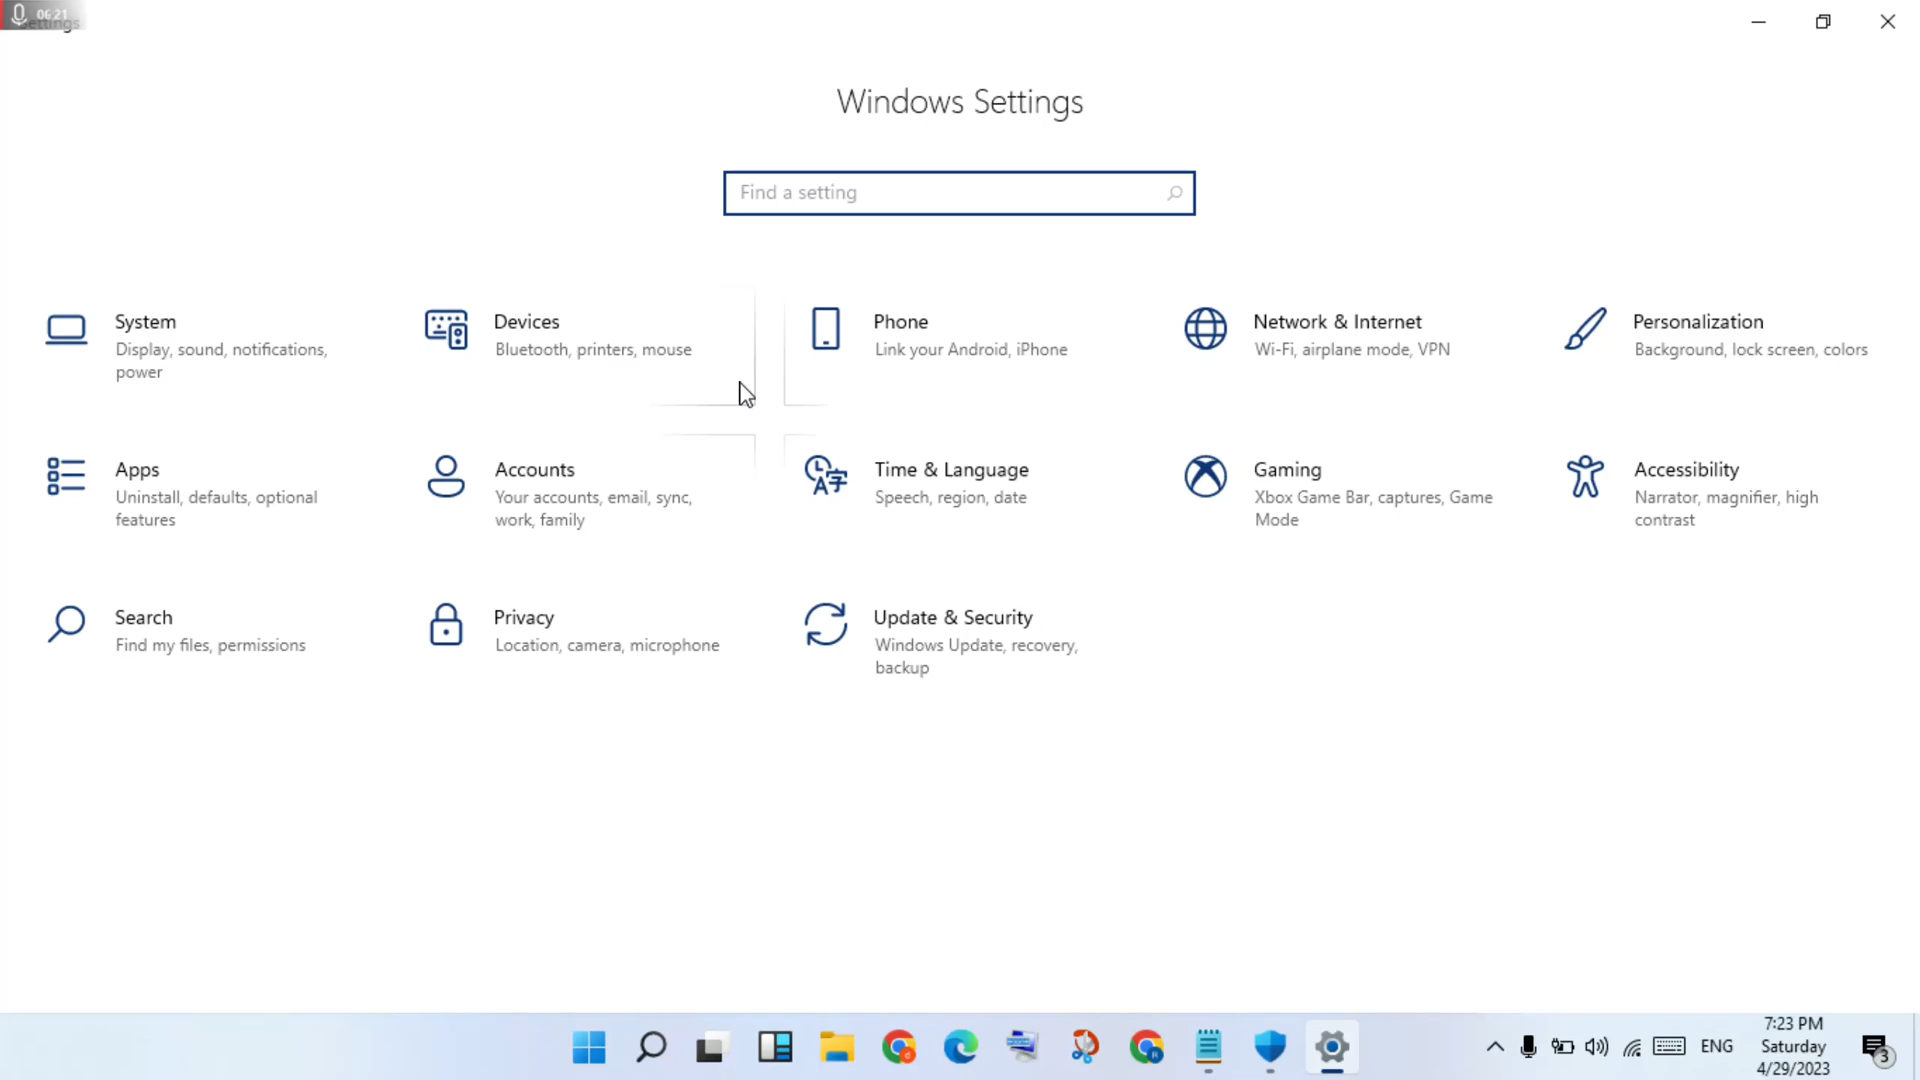 06:21
Settings
Windows Settings
Find a setting
System
Display, sound, notifications,
power
Devices
Bluetooth, printers, mouse
Phone
Link your Android, iPhone
Network & Internet
Wi-Fi, airplane mode, VPN
Personalization
Background, lock screen, colors
Apps
Uninstall, defaults, optional
features
Accounts
Your accounts, email, sync,
work, family
Time & Language
Speech, region, date
Gaming
Xbox Game Bar, captures, Game
Mode
Accessibility
Narrator, magnifier, high
contrast
Search
Find my files, permissions
Privacy
Location, camera, microphone
Update & Security
Windows Update, recovery,
backup
ENG
7:23 PM
Saturday
4/29/2023
3